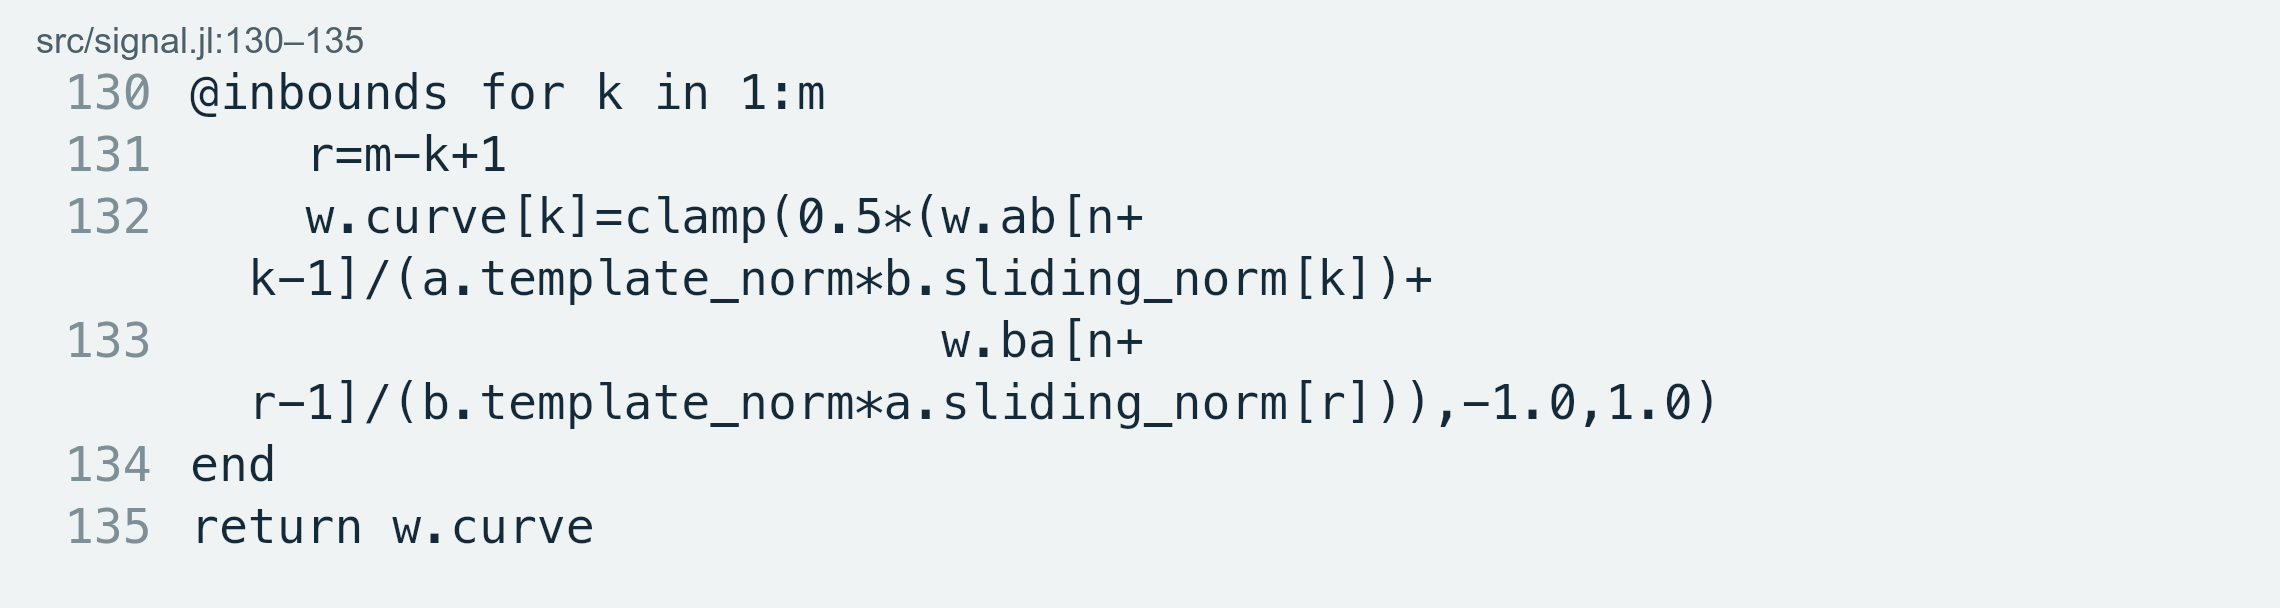 src/signal.jl:130–135
130 @inbounds for k in 1:m
131     r=m−k+1
132     w.curve[k]=clamp(0.5*(w.ab[n+
k−1]/(a.template_norm*b.sliding_norm[k])+
133                           w.ba[n+
r−1]/(b.template_norm*a.sliding_norm[r])),−1.0,1.0)
134 end
135 return w.curve